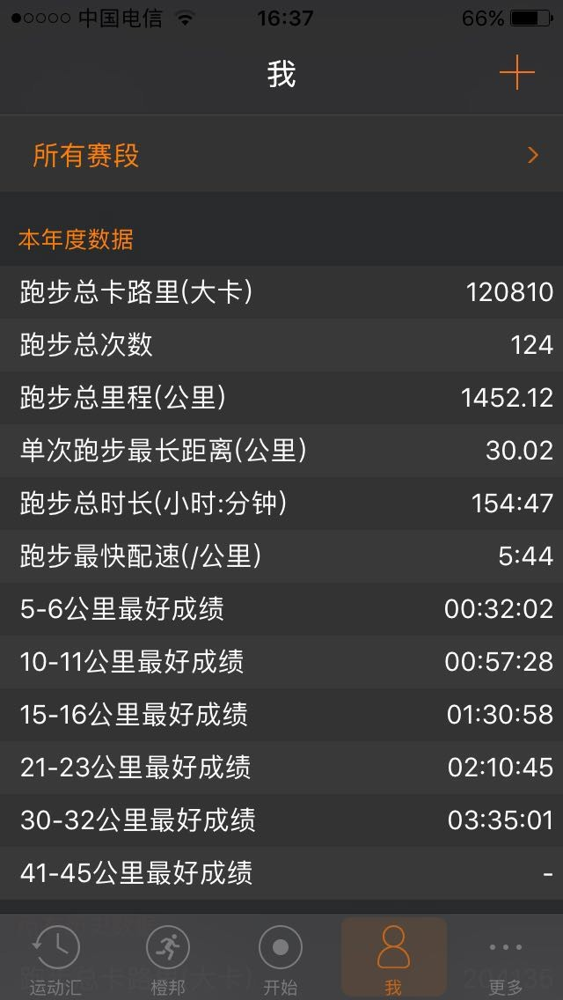 中国电信 16:37 66%
我
所有赛段
本年度数据
跑步总卡路里(大卡) 120810
跑步总次数 124
跑步总里程(公里) 1452.12
单次跑步最长距离(公里) 30.02
跑步总时长(小时:分钟) 154:47
跑步最快配速(/公里) 5:44
5-6公里最好成绩 00:32:02
10-11公里最好成绩 00:57:28
15-16公里最好成绩 01:30:58
21-23公里最好成绩 02:10:45
30-32公里最好成绩 03:35:01
41-45公里最好成绩 -
运动汇 橙邦 开始 我 更多